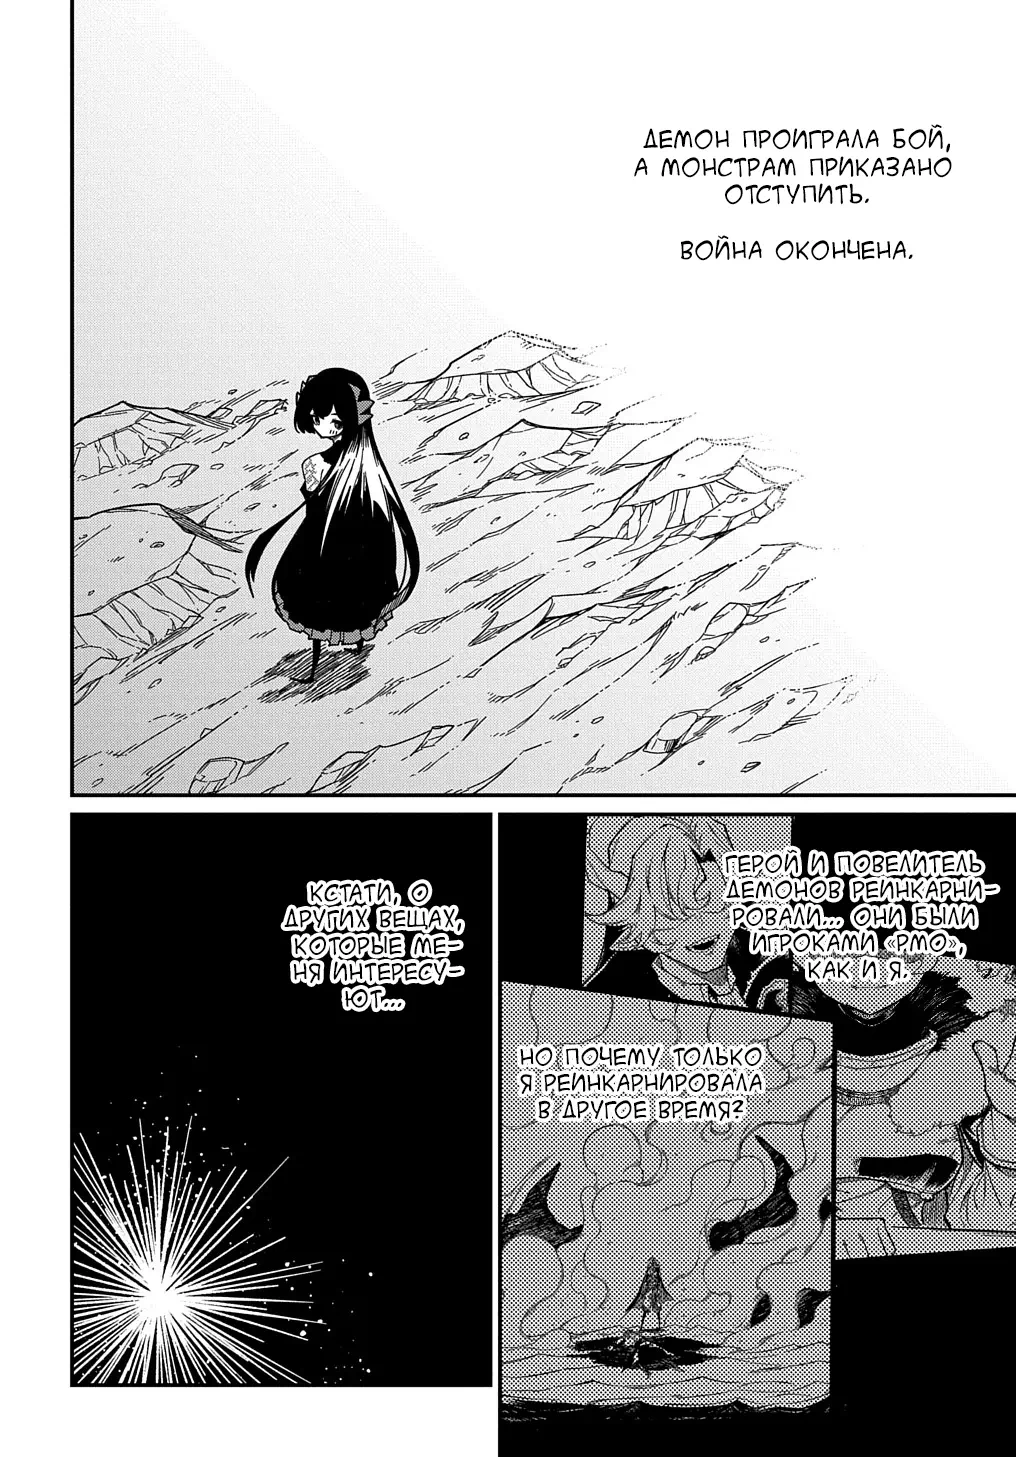 ДЕМОН ПРОИГРАЛА БОЙ,
А МОНСТРАМ ПРИКАЗАНО
ОТСТУПИТЬ.
ВОЙНА ОКОНЧЕНА.
ГЕРОЙ И ПОВЕЛИТЕЛЬ
ДЕМОНОВ РЕИНКАРНИ-
РОВАЛИ... ОНИ БЫЛИ
ИГРОКАМИ «РМО»,
КАК И Я.
НО ПОЧЕМУ ТОЛЬКО
Я РЕИНКАРНИРОВАЛА
В ДРУГОЕ ВРЕМЯ?
КСТАТИ, О
ДРУГИХ ВЕЩАХ,
КОТОРЫЕ МЕ-
НЯ ИНТЕРЕСУ-
ЮТ...